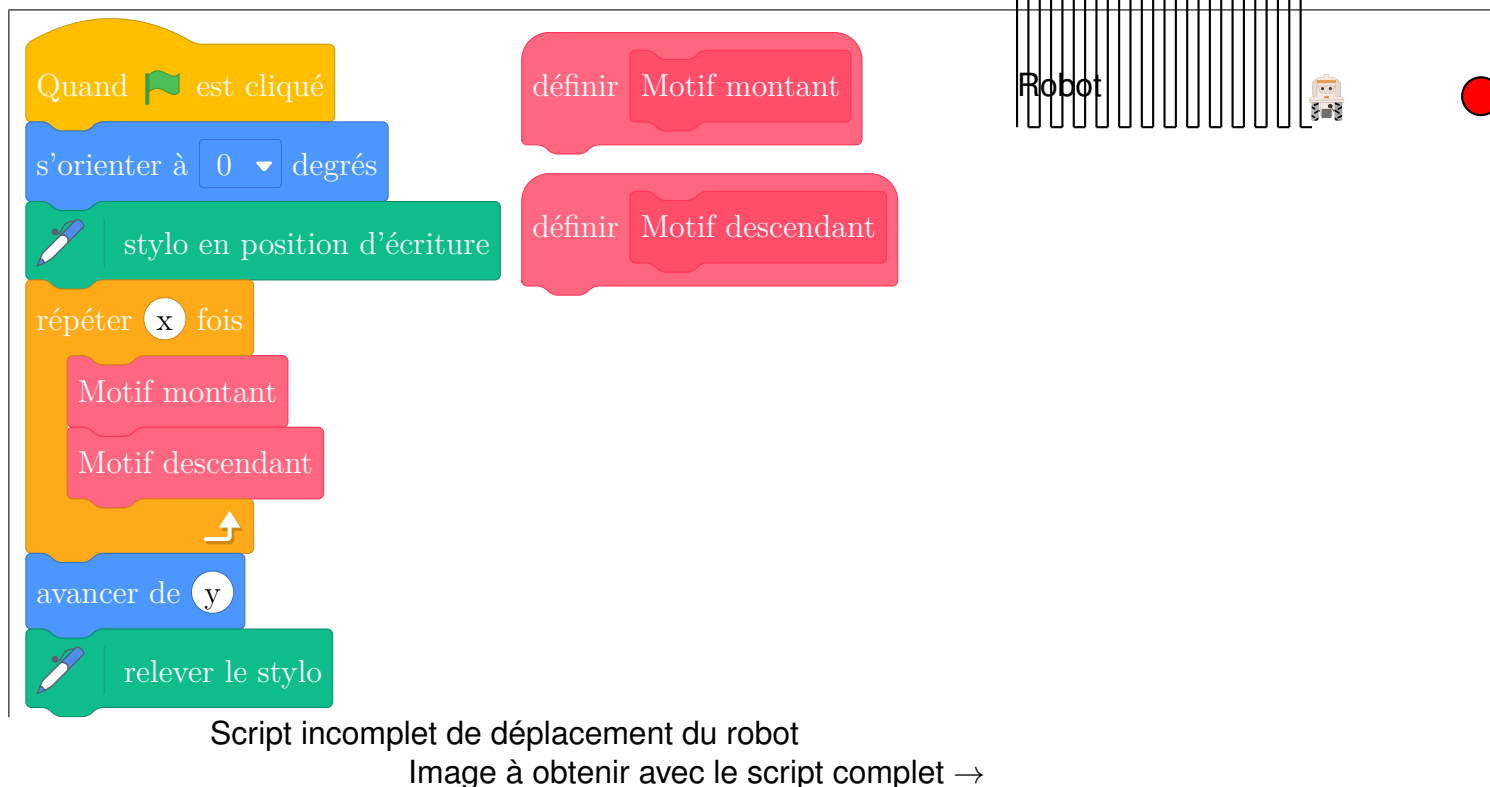 Quand est cliqué
s'orienter à 0 degrés
stylo en position d'écriture
répéter x fois
Motif montant
Motif descendant
avancer de y
relever le stylo
définir Motif montant
définir Motif descendant
Robot
Script incomplet de déplacement du robot
Image à obtenir avec le script complet →